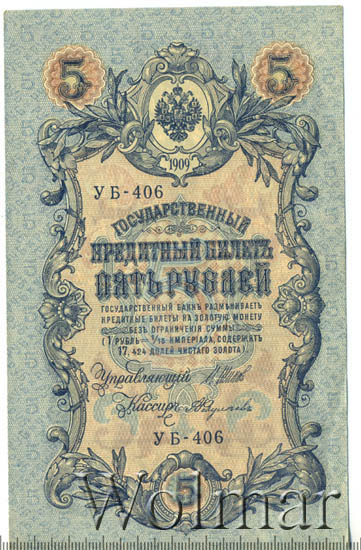 5 5
1909
УБ-406
ГОСУДАРСТВЕННЫЙ
КРЕДИТНЫЙ БИЛЕТЪ
ПЯТЬ РУБЛЕЙ
ГОСУДАРСТВЕННЫЙ БАНКЪ РАЗМѢНИВАЕТЪ
КРЕДИТНЫЕ БИЛЕТЫ НА ЗОЛОТУЮ МОНЕТУ
БЕЗЪ ОГРАНИЧЕНІЯ СУММЫ
(1 РУБЛЬ = 1/15 ИМПЕРІАЛА, СОДЕРЖИТЪ
17,424 ДОЛЕЙ ЧИСТАГО ЗОЛОТА).
Управляющій
Кассиръ
УБ-406
5
Wolmar